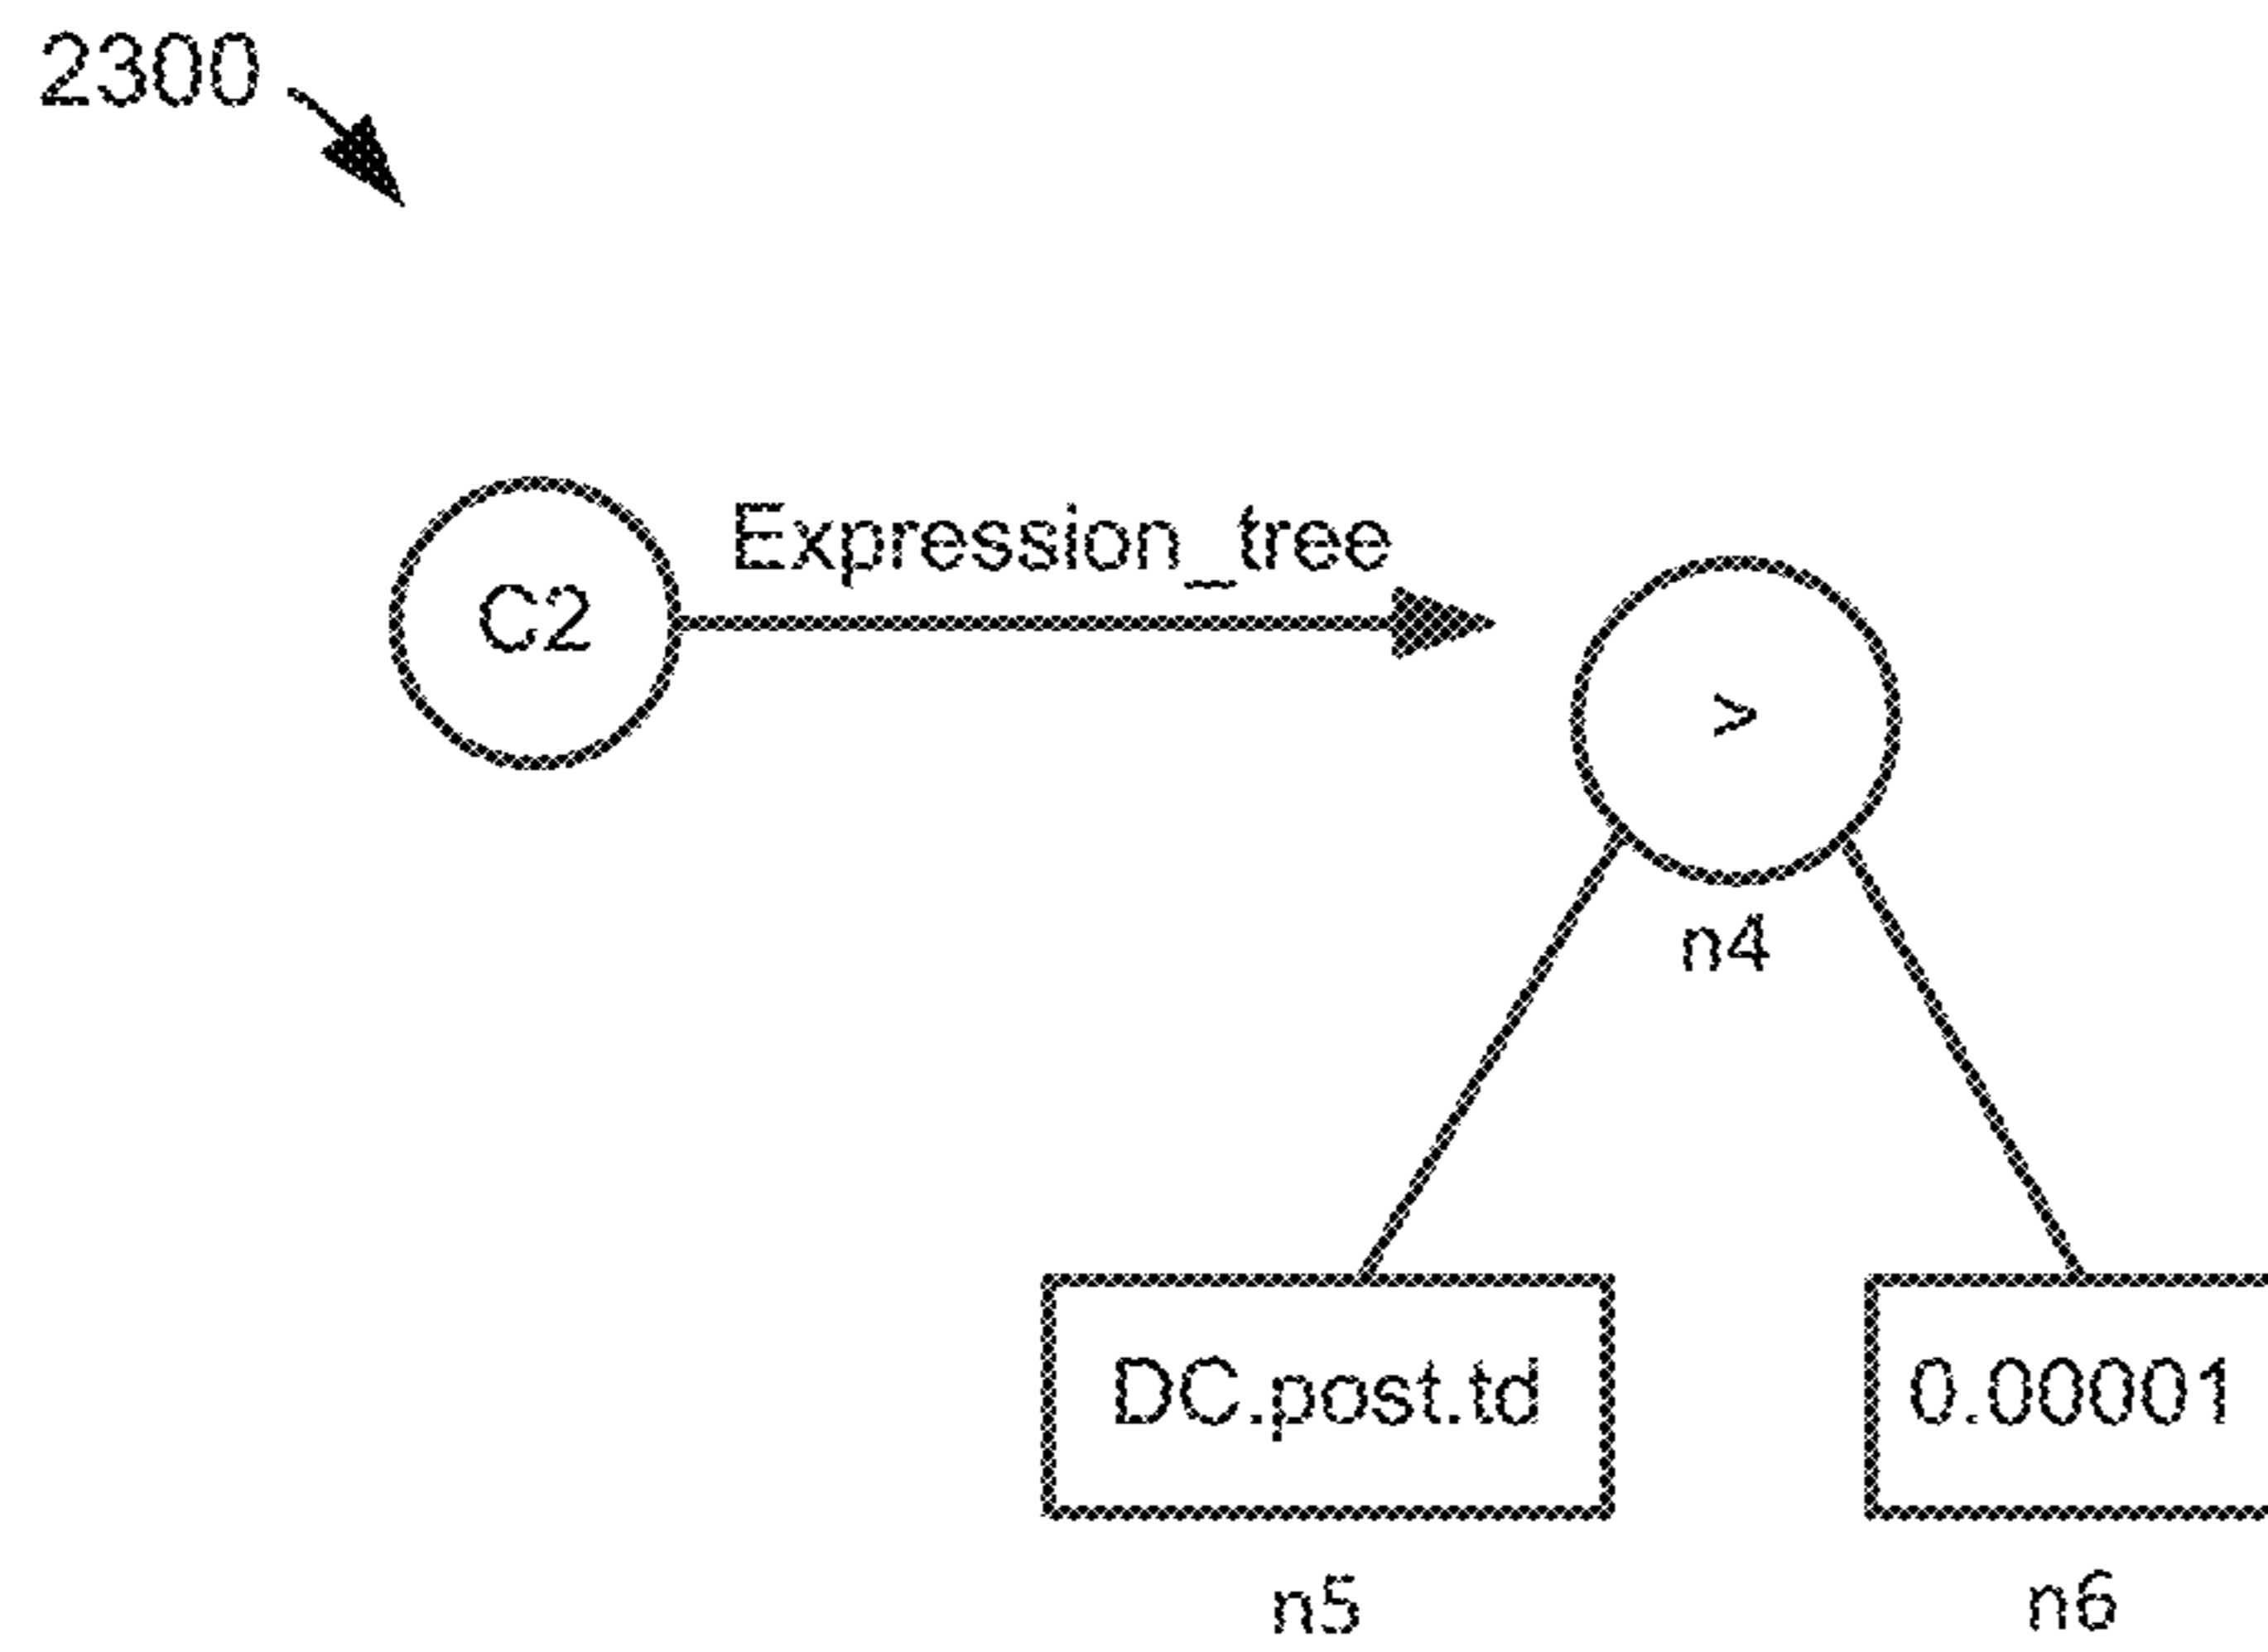 2300
Expression_tree
C2
>
n4
DC.post.td
0.00001
n5
n6